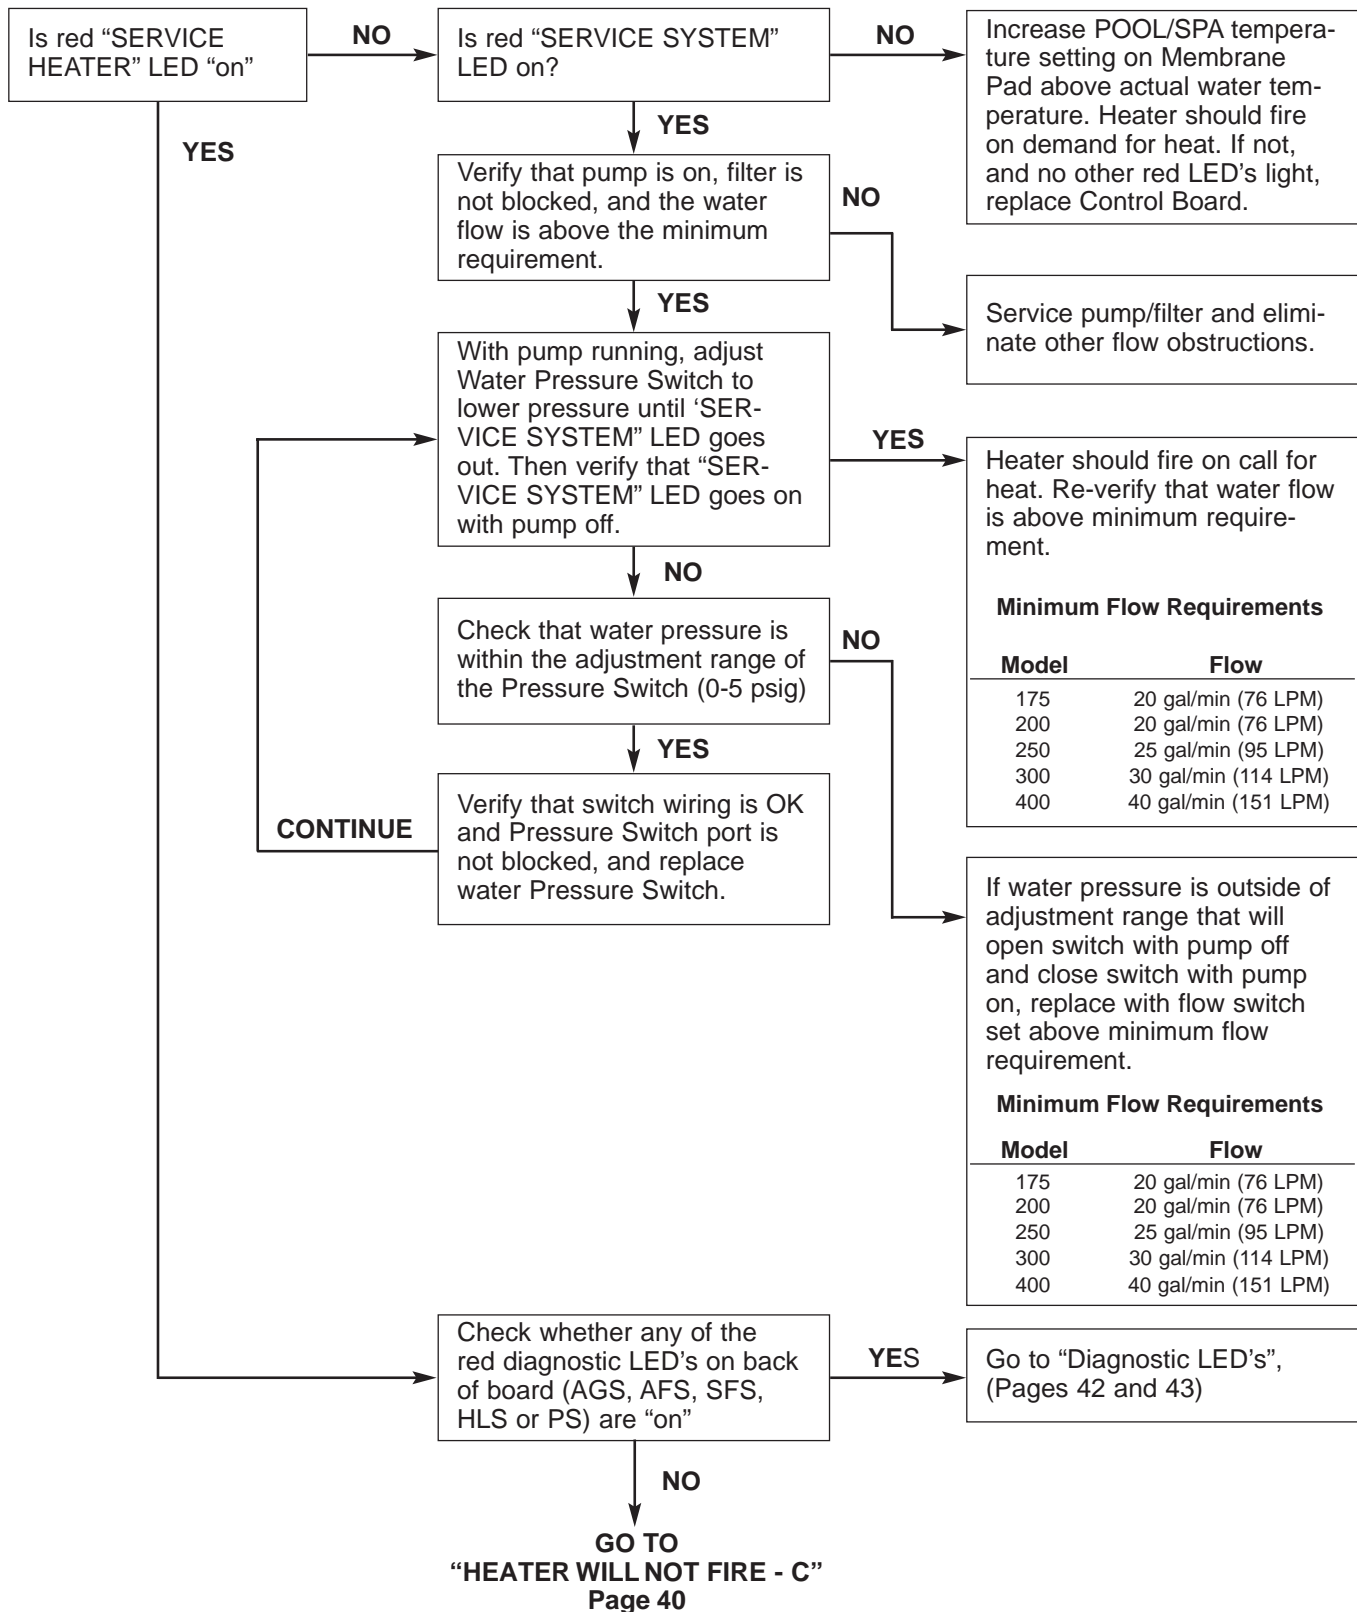 Is red “SERVICE
HEATER” LED “on”
NO
Is red “SERVICE SYSTEM”
LED on?
NO
Increase POOL/SPA tempera-
ture setting on Membrane
Pad above actual water tem-
perature. Heater should fire
on demand for heat. If not,
and no other red LED's light,
replace Control Board.
YES
YES
Verify that pump is on, filter is
not blocked, and the water
flow is above the minimum
requirement.
NO
Service pump/filter and elimi-
nate other flow obstructions.
YES
With pump running, adjust
Water Pressure Switch to
lower pressure until ‘SER-
VICE SYSTEM” LED goes
out. Then verify that “SER-
VICE SYSTEM” LED goes on
with pump off.
YES
Heater should fire on call for
heat. Re-verify that water flow
is above minimum require-
ment.
Minimum Flow Requirements
Model Flow
175 20 gal/min (76 LPM)
200 20 gal/min (76 LPM)
250 25 gal/min (95 LPM)
300 30 gal/min (114 LPM)
400 40 gal/min (151 LPM)
NO
Check that water pressure is
within the adjustment range of
the Pressure Switch (0-5 psig)
NO
YES
Verify that switch wiring is OK
and Pressure Switch port is
not blocked, and replace
water Pressure Switch.
CONTINUE
If water pressure is outside of
adjustment range that will
open switch with pump off
and close switch with pump
on, replace with flow switch
set above minimum flow
requirement.
Minimum Flow Requirements
Model Flow
175 20 gal/min (76 LPM)
200 20 gal/min (76 LPM)
250 25 gal/min (95 LPM)
300 30 gal/min (114 LPM)
400 40 gal/min (151 LPM)
Check whether any of the
red diagnostic LED's on back
of board (AGS, AFS, SFS,
HLS or PS) are “on”
YES
Go to “Diagnostic LED's”,
(Pages 42 and 43)
NO
GO TO
“HEATER WILL NOT FIRE - C”
Page 40